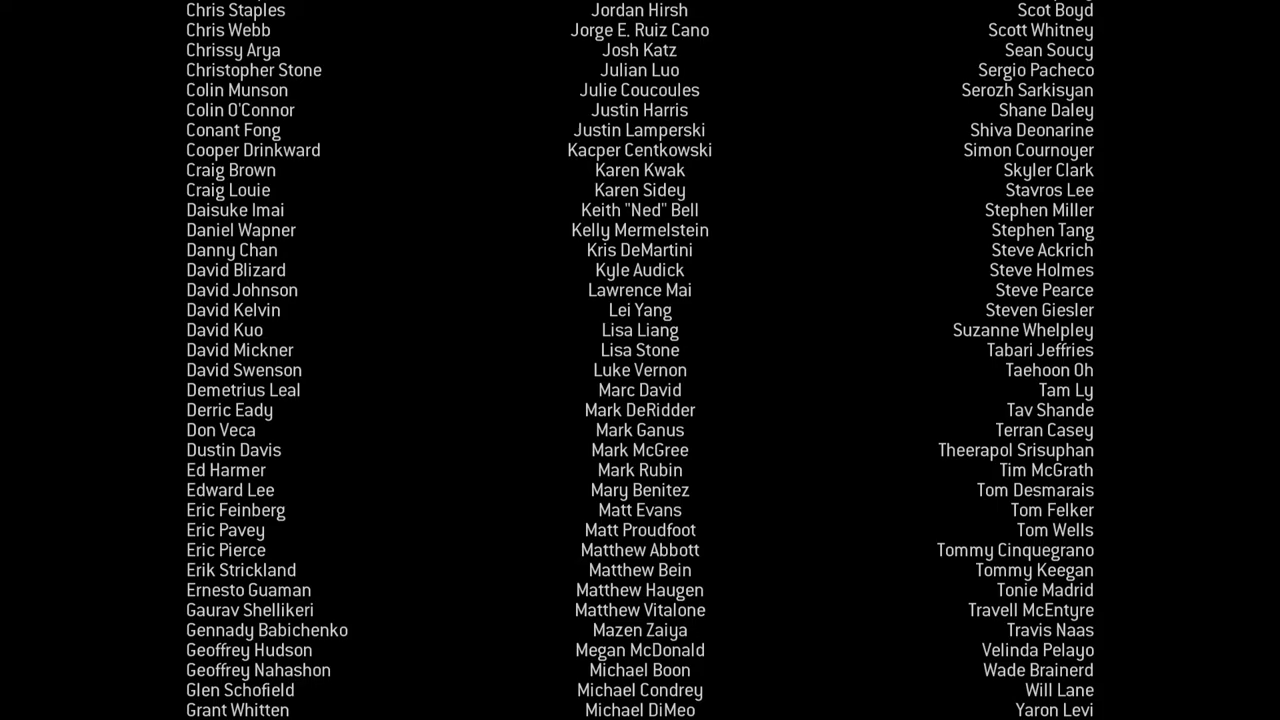 Chris Staples
Chris Webb
Chrissy Arya
Christopher Stone
Colin Munson
Colin O'Connor
Conant Fong
Cooper Drinkward
Craig Brown
Craig Louie
Daisuke Imai
Daniel Wapner
Danny Chan
David Blizard
David Johnson
David Kelvin
David Kuo
David Mickner
David Swenson
Demetrius Leal
Derric Eady
Don Veca
Dustin Davis
Ed Harmer
Edward Lee
Eric Feinberg
Eric Pavey
Eric Pierce
Erik Strickland
Ernesto Guaman
Gaurav Shellikeri
Gennady Babichenko
Geoffrey Hudson
Geoffrey Nahashon
Glen Schofield
Grant Whitten
Jordan Hirsh
Jorge E. Ruiz Cano
Josh Katz
Julian Luo
Julie Coucoules
Justin Harris
Justin Lamperski
Kacper Centkowski
Karen Kwak
Karen Sidey
Keith "Ned" Bell
Kelly Mermelstein
Kris DeMartini
Kyle Audick
Lawrence Mai
Lei Yang
Lisa Liang
Lisa Stone
Luke Vernon
Marc David
Mark DeRidder
Mark Ganus
Mark McGree
Mark Rubin
Mary Benitez
Matt Evans
Matt Proudfoot
Matthew Abbott
Matthew Bein
Matthew Haugen
Matthew Vitalone
Mazen Zaiya
Megan McDonald
Michael Boon
Michael Condrey
Michael DiMeo
Scot Boyd
Scott Whitney
Sean Soucy
Sergio Pacheco
Serozh Sarkisyan
Shane Daley
Shiva Deonarine
Simon Cournoyer
Skyler Clark
Stavros Lee
Stephen Miller
Stephen Tang
Steve Ackrich
Steve Holmes
Steve Pearce
Steven Giesler
Suzanne Whelpley
Tabari Jeffries
Taehoon Oh
Tam Ly
Tav Shande
Terran Casey
Theerapol Srisuphan
Tim McGrath
Tom Desmarais
Tom Felker
Tom Wells
Tommy Cinquegrano
Tommy Keegan
Tonie Madrid
Travell McEntyre
Travis Naas
Velinda Pelayo
Wade Brainerd
Will Lane
Yaron Levi